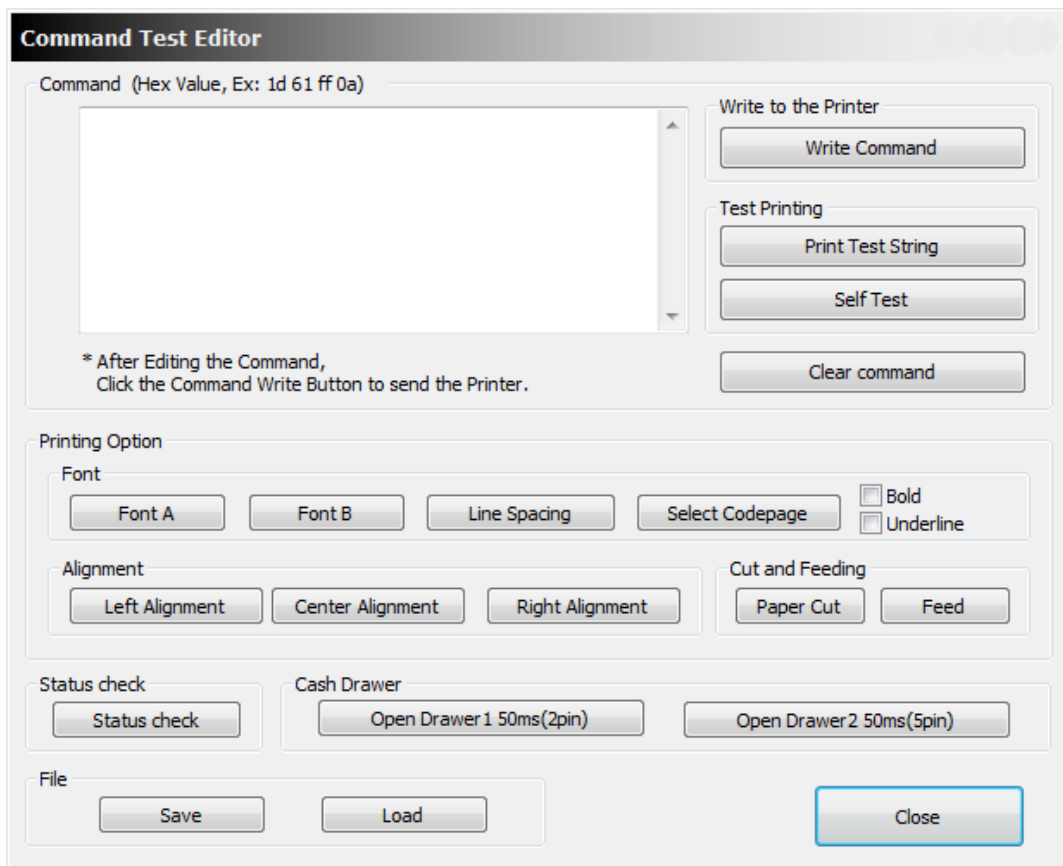 Command Test Editor
Command (Hex Value, Ex: 1d 61 ff 0a)
Write to the Printer
Write Command
Test Printing
Print Test String
Self Test
* After Editing the Command,
Click the Command Write Button to send the Printer.
Clear command
Printing Option
Font
Font A
Font B
Line Spacing
Select Codepage
Bold
Underline
Alignment
Left Alignment
Center Alignment
Right Alignment
Cut and Feeding
Paper Cut
Feed
Status check
Status check
Cash Drawer
Open Drawer1 50ms(2pin)
Open Drawer2 50ms(5pin)
File
Save
Load
Close